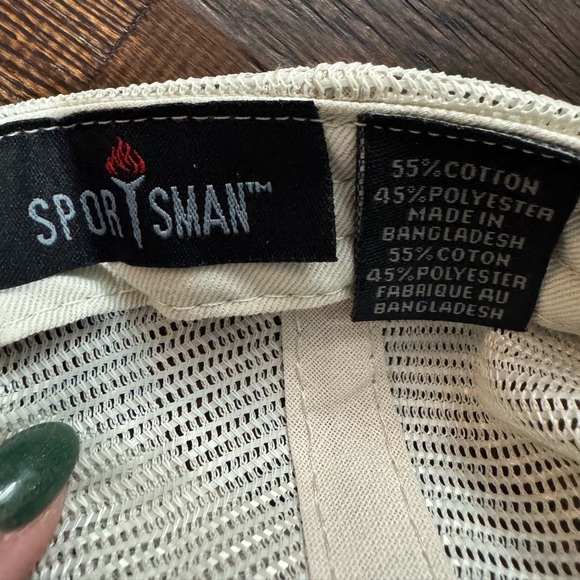 SPORTSMAN™
55% COTTON
45% POLYESTER
MADE IN
BANGLADESH
55% COTON
45% POLYESTER
FABRIQUE AU
BANGLADESH